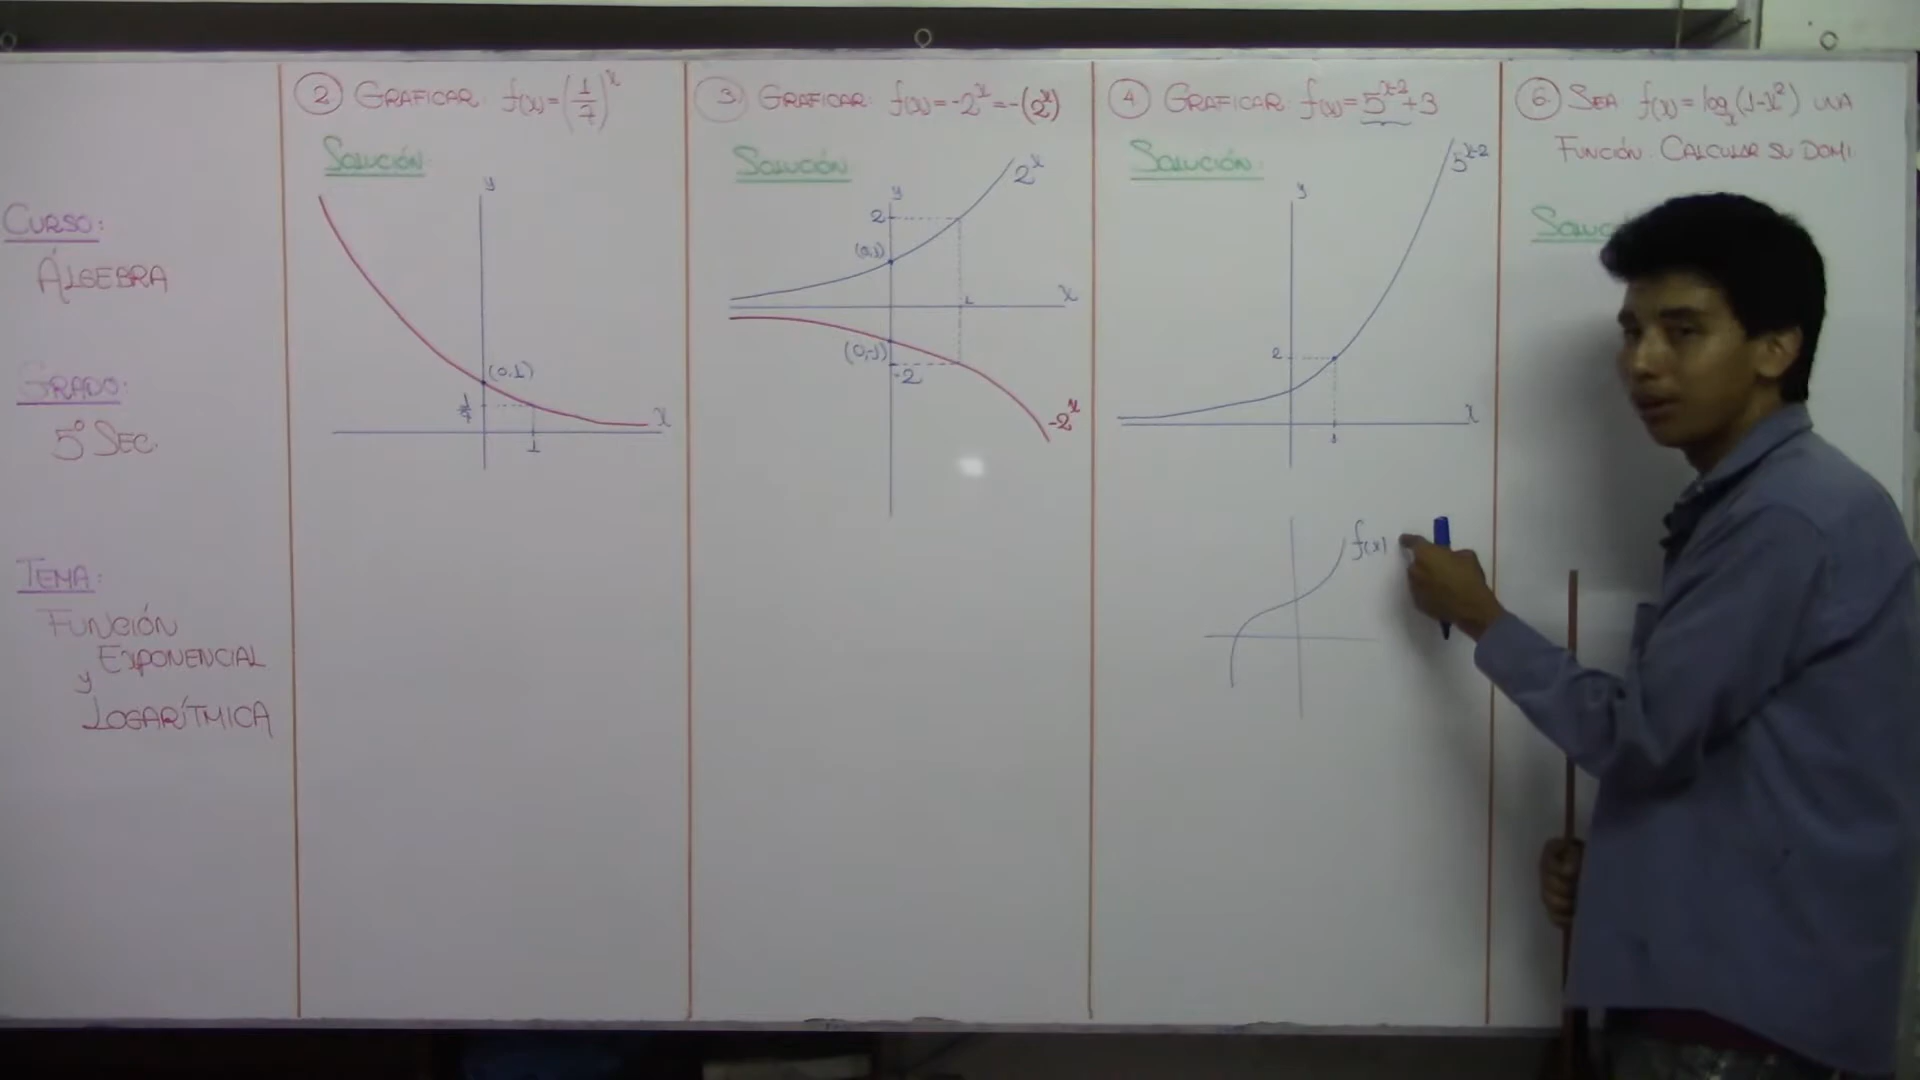 CURSO:
ÁLGEBRA
GRADO:
5º SEC.
TEMA:
FUNCIÓN
EXPONENCIAL
y
LOGARÍTMICA
2 GRAFICAR: f(x)=(1/7)^x
SOLUCIÓN:
y
(0,1)
1/7
x
1
3 GRAFICAR: f(x)=-2^x=-(2^x)
SOLUCIÓN
2^x
y
2
(0,1)
x
1
(0,-1)
-2
-2^x
4 GRAFICAR: f(x)=5^x-2+3
SOLUCIÓN:
5^x-2
y
2
x
1
f(x)
6 SEA f(x)=log_x(1-x²) UNA
FUNCIÓN. CALCULAR SU DOMI